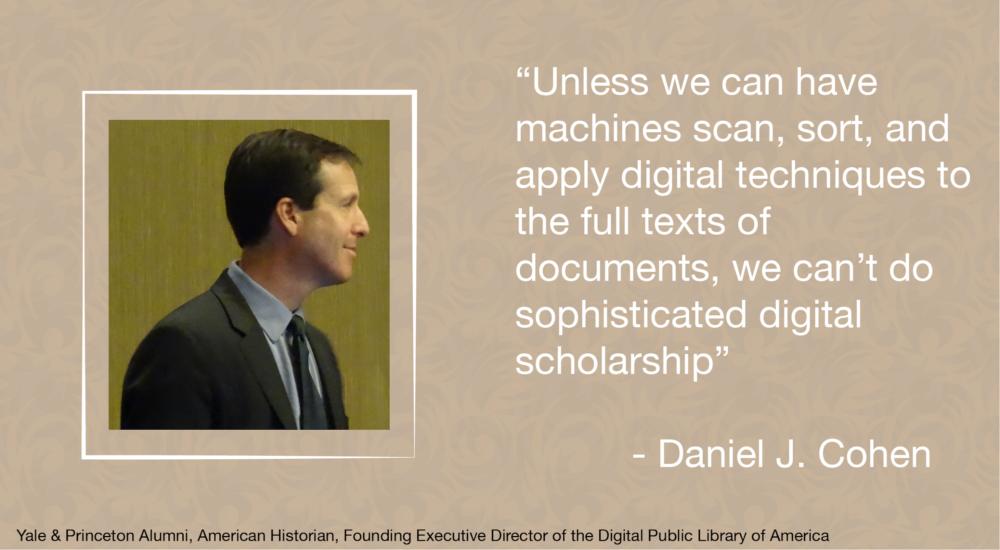 “Unless we can have
machines scan, sort, and
apply digital techniques to
the full texts of
documents, we can’t do
sophisticated digital
scholarship”
- Daniel J. Cohen
Yale & Princeton Alumni, American Historian, Founding Executive Director of the Digital Public Library of America